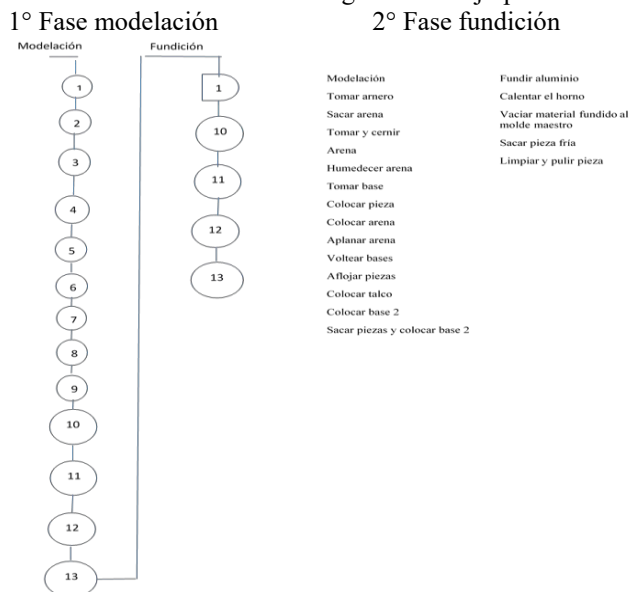 1° Fase modelación
2° Fase fundición
Modelación
1
2
3
4
5
6
7
8
9
10
11
12
13
Fundición
1
10
11
12
13
Modelación
Tomar arnero
Sacar arena
Tomar y cernir
Arena
Humedecer arena
Tomar base
Colocar pieza
Colocar arena
Aplanar arena
Voltear bases
Aflojar piezas
Colocar talco
Colocar base 2
Sacar piezas y colocar base 2
Fundir aluminio
Calentar el horno
Vaciar material fundido al
molde maestro
Sacar pieza fría
Limpiar y pulir pieza